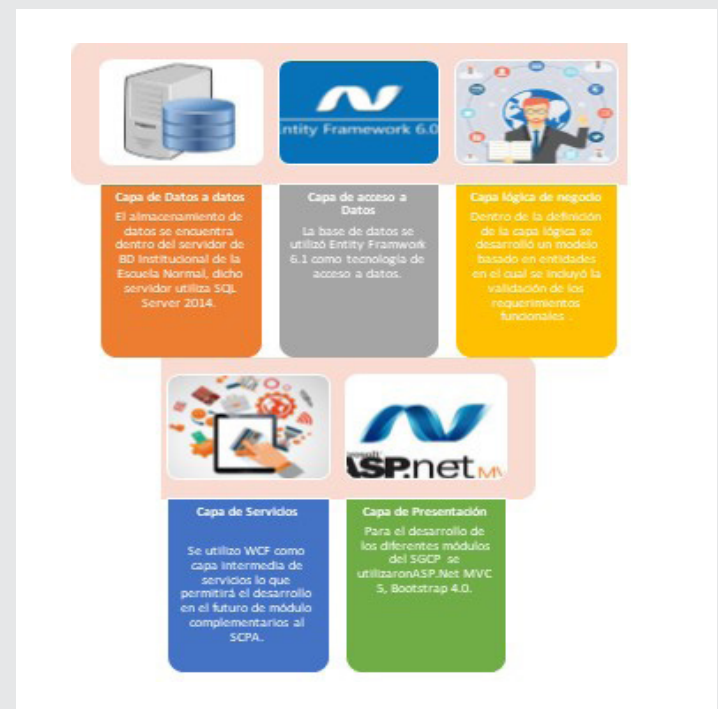 Entity Framework 6.0
Capa de Datos a datos
El almacenamiento de
datos se encuentra
dentro del servidor de
BD Institucional de la
Escuela Normal, dicho
servidor utiliza SQL
Server 2014.
Capa de acceso a
Datos
La base de datos se
utilizó Entity Framwork
6.1 como tecnología de
acceso a datos.
Capa lógica de negocio
Dentro de la definición
de la capa lógica se
desarrolló un modelo
basado en entidades
en el cual se incluyó la
validación de los
requerimientos
funcionales .
ASP.net
Capa de Servicios
Se utilizo WCF como
capa intermedia de
servicios lo que
permitirá el desarrollo
en el futuro de módulo
complementarios al
SCPA.
Capa de Presentación
Para el desarrollo de
los diferentes módulos
del SGCP se
utilizaronASP.Net MVC
5, Bootstrap 4.0.